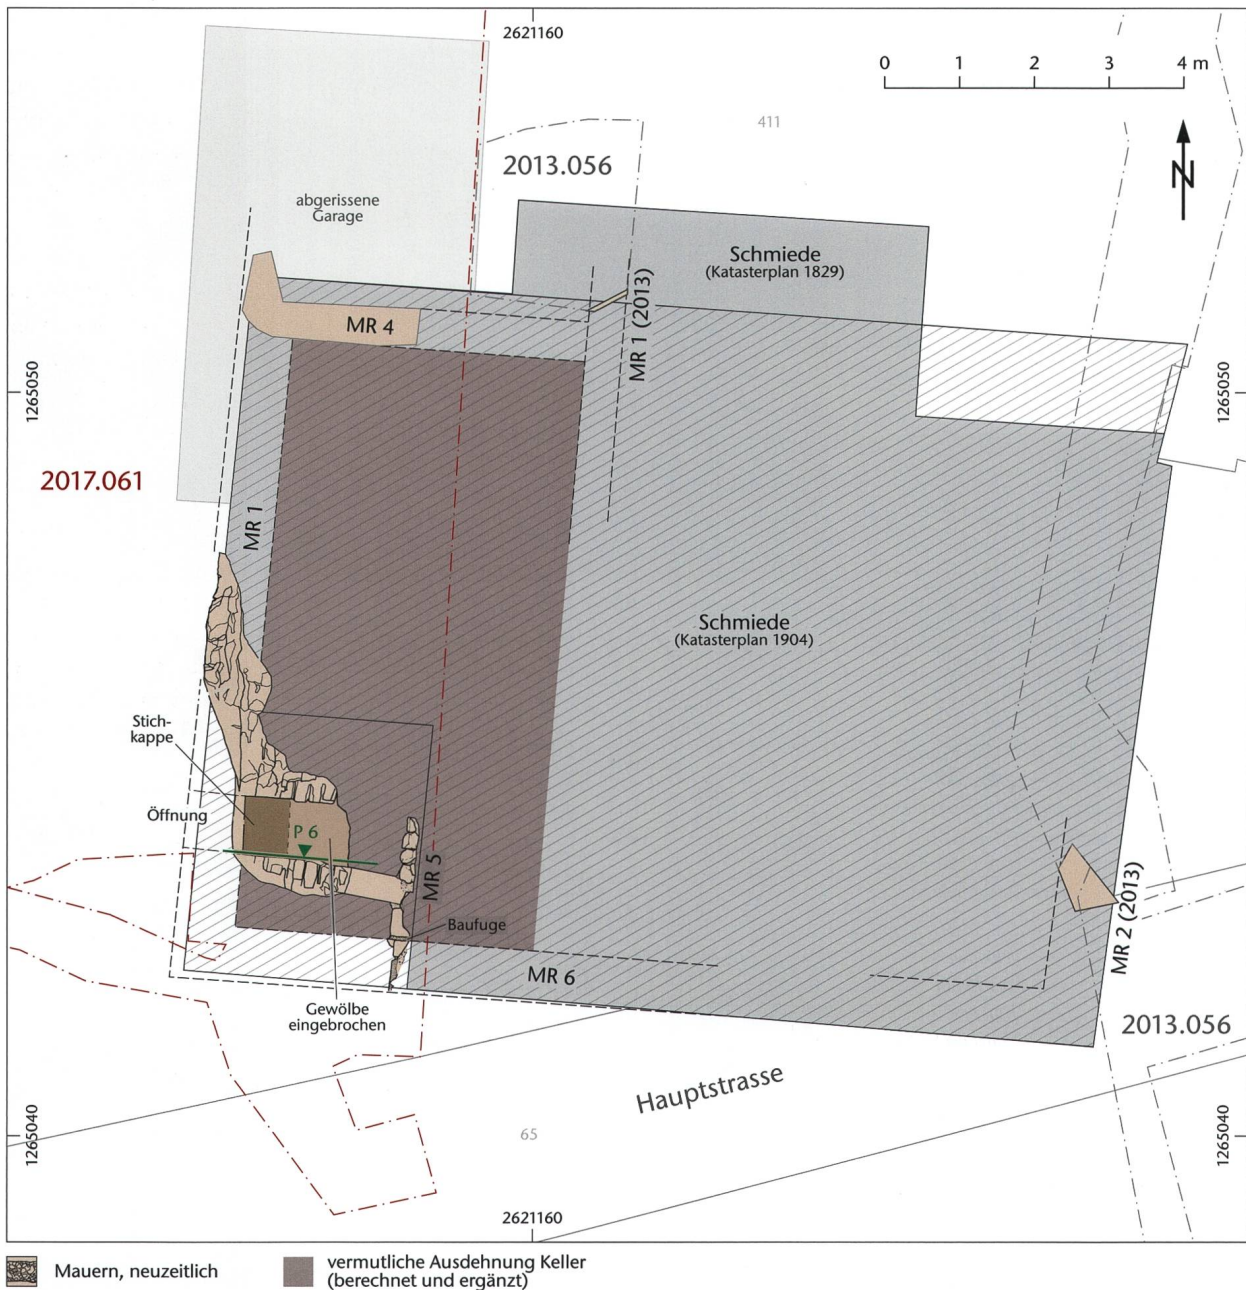 2621160
0 1 2 3 4 m
411
2013.056
N
abgerissene
Garage
Schmiede
(Katasterplan 1829)
MR 4
MR 1 (2013)
1265050
1265050
2017.061
MR 1
Schmiede
(Katasterplan 1904)
Stich-
kappe
Öffnung
P 6
MR 5
Baufuge
MR 2 (2013)
MR 6
Gewölbe
eingebrochen
2013.056
Hauptstrasse
65
1265040
1265040
2621160
Mauern, neuzeitlich
vermutliche Ausdehnung Keller
(berechnet und ergänzt)